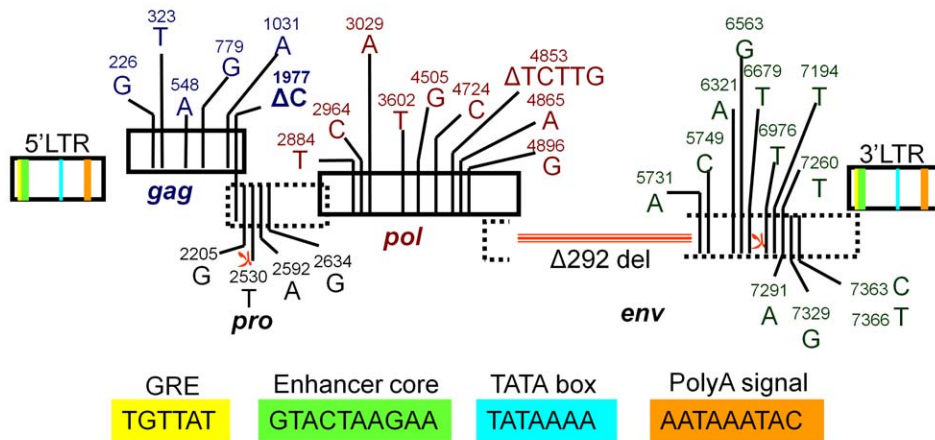 5'LTR
226
G
323
T
548
A
779
G
1031
A
1977
ΔC
gag
2205
G
2530
T
2592
A
2634
G
pro
2884
T
2964
C
3029
A
3602
T
4505
G
4724
C
4853
ΔTCTTG
4865
A
4896
G
pol
Δ292 del
env
5731
A
5749
C
6321
A
6563
G
6679
T
6976
T
7194
T
7260
T
7291
A
7329
G
7363 C
7366 T
3'LTR
GRE
TGTTAT
Enhancer core
GTACTAAGAA
TATA box
TATAAAA
PolyA signal
AATAAATAC